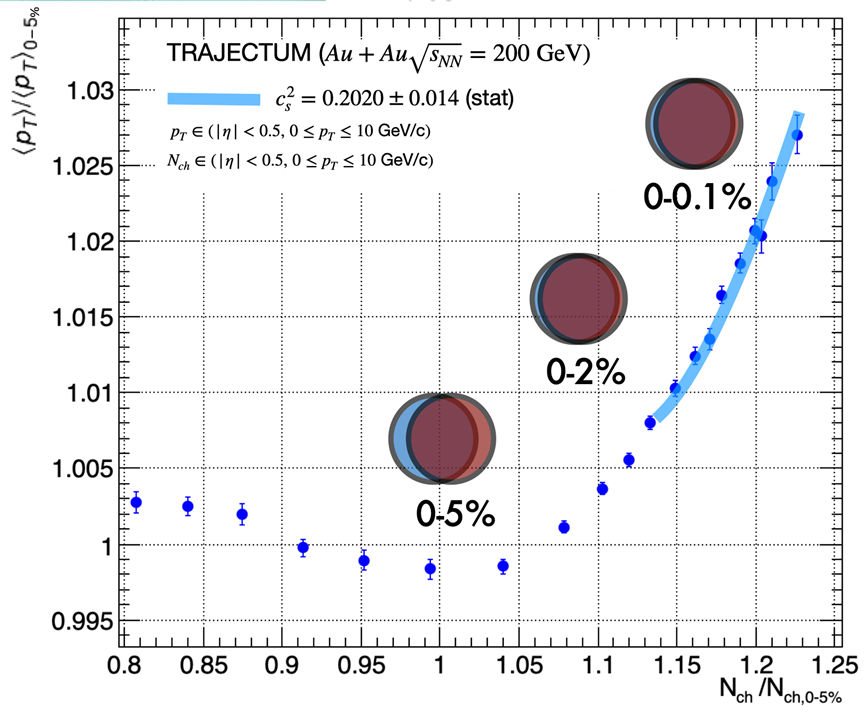 ⟨p_T⟩/⟨p_T⟩_0-5%
TRAJECTUM (Au + Au√s_NN = 200 GeV)
c_s^2 = 0.2020 ± 0.014 (stat)
p_T ∈ (|η| < 0.5, 0 ≤ p_T ≤ 10 GeV/c)
N_ch ∈ (|η| < 0.5, 0 ≤ p_T ≤ 10 GeV/c)
0-0.1%
0-2%
0-5%
1.03
1.025
1.02
1.015
1.01
1.005
1
0.995
0.8 0.85 0.9 0.95 1 1.05 1.1 1.15 1.2 1.25
N_ch/N_ch,0-5%